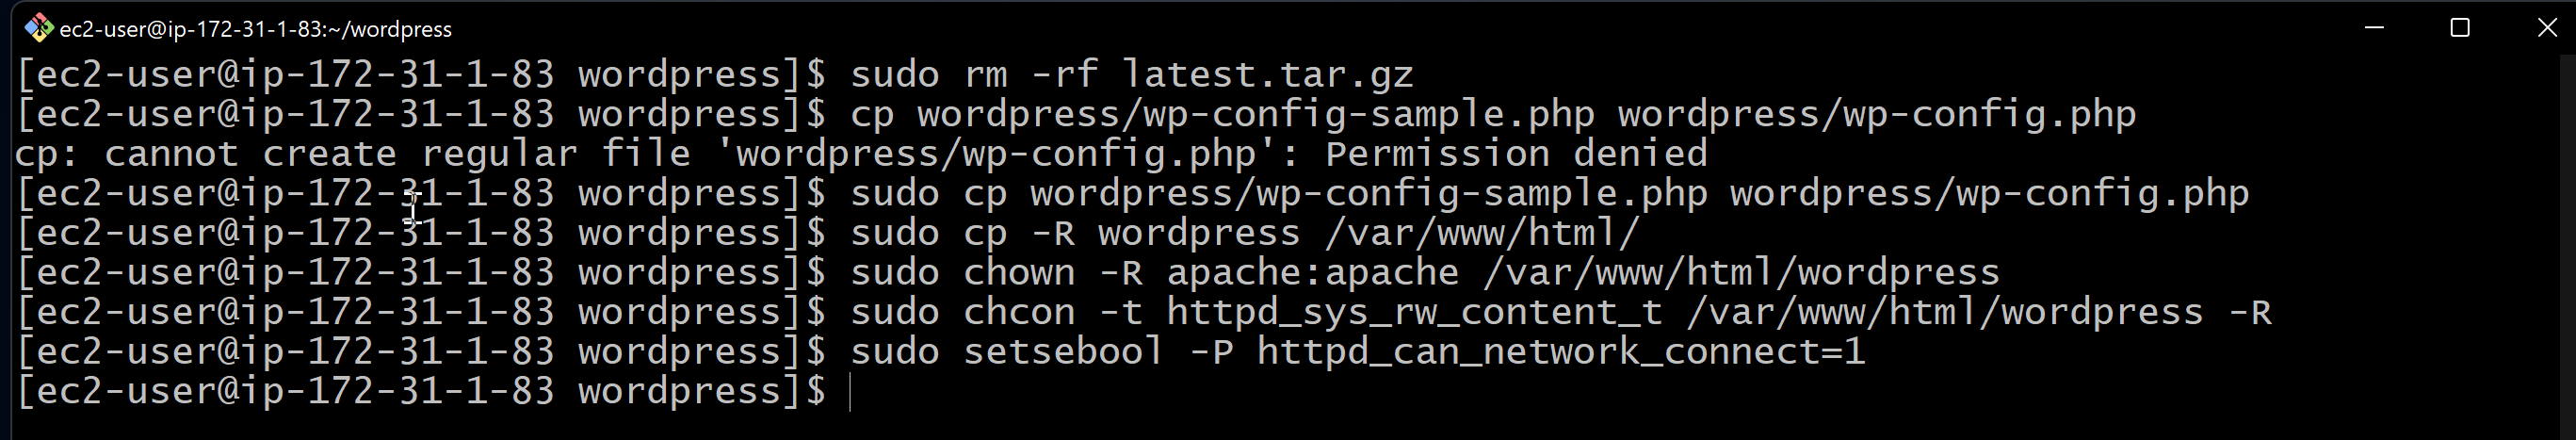 ec2-user@ip-172-31-1-83:~/wordpress
[ec2-user@ip-172-31-1-83 wordpress]$ sudo rm -rf latest.tar.gz
[ec2-user@ip-172-31-1-83 wordpress]$ cp wordpress/wp-config-sample.php wordpress/wp-config.php
cp: cannot create regular file 'wordpress/wp-config.php': Permission denied
[ec2-user@ip-172-31-1-83 wordpress]$ sudo cp wordpress/wp-config-sample.php wordpress/wp-config.php
[ec2-user@ip-172-31-1-83 wordpress]$ sudo cp -R wordpress /var/www/html/
[ec2-user@ip-172-31-1-83 wordpress]$ sudo chown -R apache:apache /var/www/html/wordpress
[ec2-user@ip-172-31-1-83 wordpress]$ sudo chcon -t httpd_sys_rw_content_t /var/www/html/wordpress -R
[ec2-user@ip-172-31-1-83 wordpress]$ sudo setsebool -P httpd_can_network_connect=1
[ec2-user@ip-172-31-1-83 wordpress]$